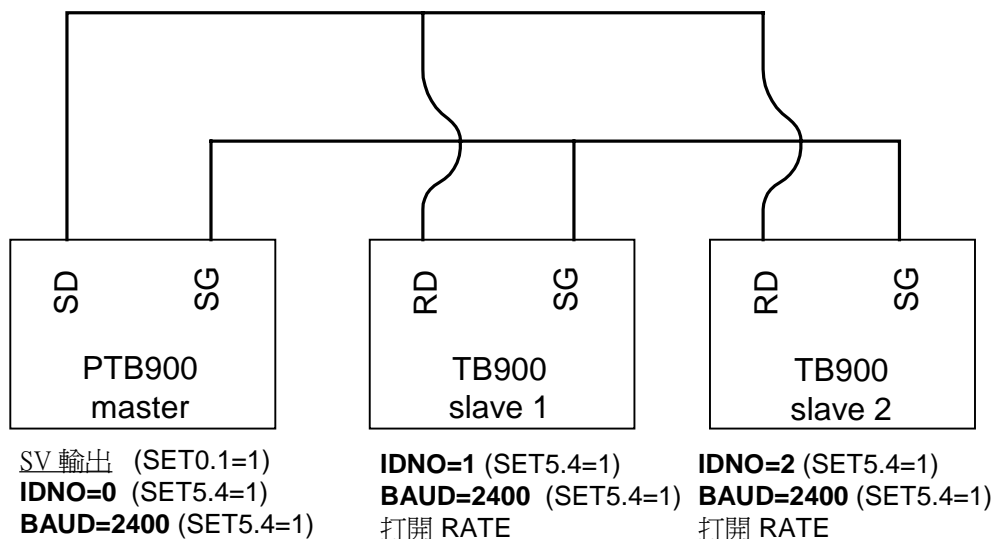 SD
SG
PTB900
master
RD
SG
TB900
slave 1
RD
SG
TB900
slave 2
SV 輸出 (SET0.1=1)
IDNO=0 (SET5.4=1)
BAUD=2400 (SET5.4=1)
IDNO=1 (SET5.4=1)
BAUD=2400 (SET5.4=1)
打開 RATE
IDNO=2 (SET5.4=1)
BAUD=2400 (SET5.4=1)
打開 RATE